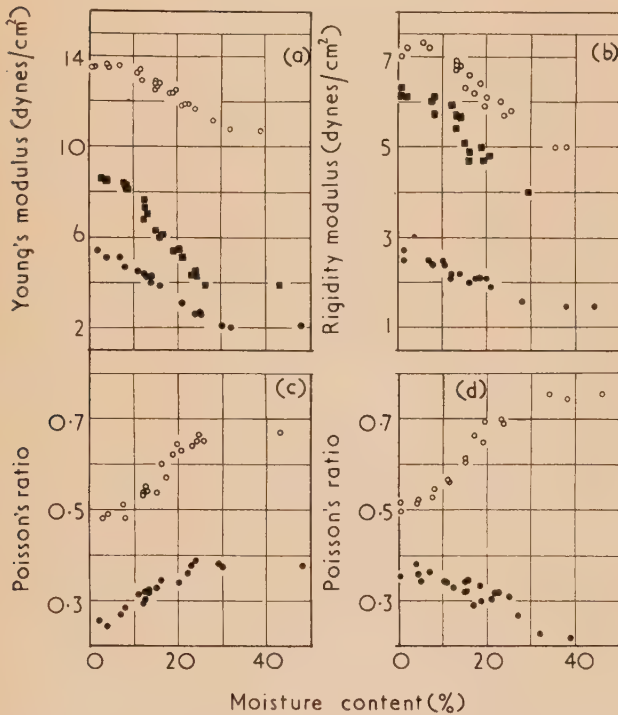 Young's modulus (dynes/cm²)
14
10
6
2
(a)
Rigidity modulus (dynes/cm²)
7
5
3
1
(b)
Poisson's ratio
0·7
0·5
0·3
0
20
40
(c)
Poisson's ratio
0·7
0·5
0·3
0
20
40
(d)
Moisture content (%)